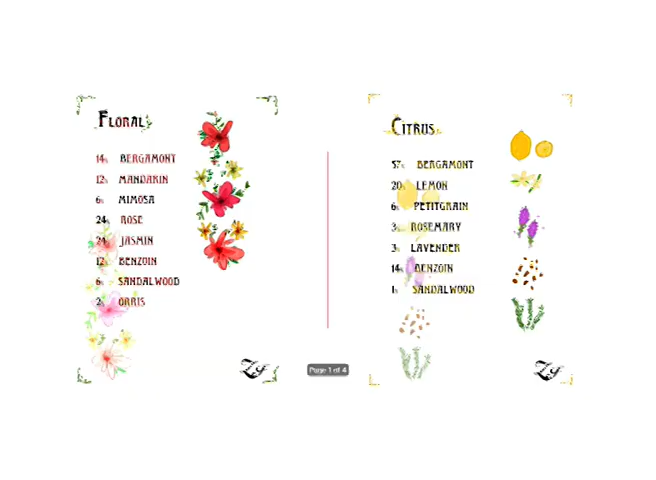 Floral
14% BERGAMONT
12% MANDARIN
6% MIMOSA
24% ROSE
24% JASMIN
12% BENZOIN
6% SANDALWOOD
2% ORRIS
Citrus
57% BERGAMONT
20% LEMON
6% PETITGRAIN
3% ROSEMARY
3% LAVENDER
14% BENZOIN
1% SANDALWOOD
Page 1 of 4